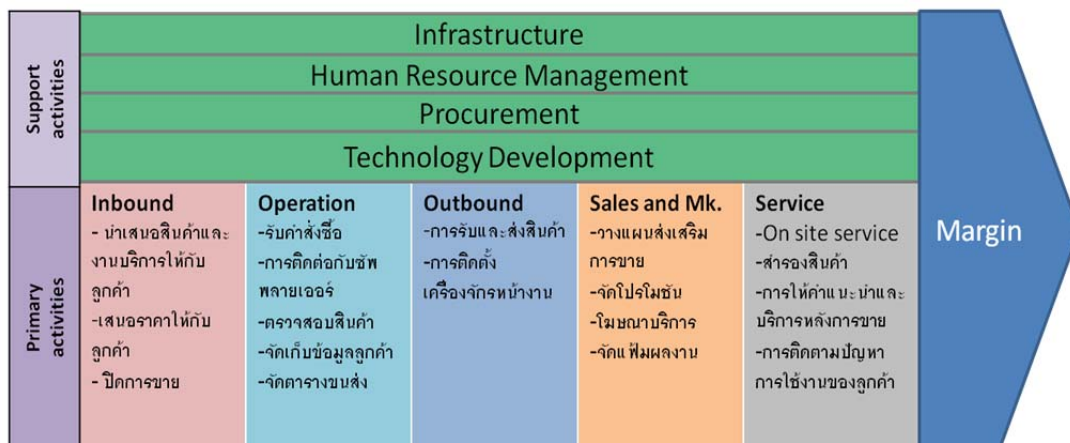 Support
activities
Infrastructure
Human Resource Management
Procurement
Technology Development
Primary
activities
Inbound
- นำเสนอสินค้าและ
งานบริการให้กับ
ลูกค้า
-เสนอราคาให้กับ
ลูกค้า
- ปิดการขาย
Operation
-รับคำสั่งซื้อ
-การติดต่อกับซัพ
พลายเออร์
-ตรวจสอบสินค้า
-จัดเก็บข้อมูลลูกค้า
-จัดตารางขนส่ง
Outbound
-การรับและส่งสินค้า
-การติดตั้ง
เครื่องจักรหน้างาน
Sales and Mk.
-วางแผนส่งเสริม
การขาย
-จัดโปรโมชัน
-โฆษณาบริการ
-จัดแฟ้มผลงาน
Service
-On site service
-สำรองสินค้า
-การให้คำแนะนำและ
บริการหลังการขาย
-การติดตามปัญหา
การใช้งานของลูกค้า
Margin